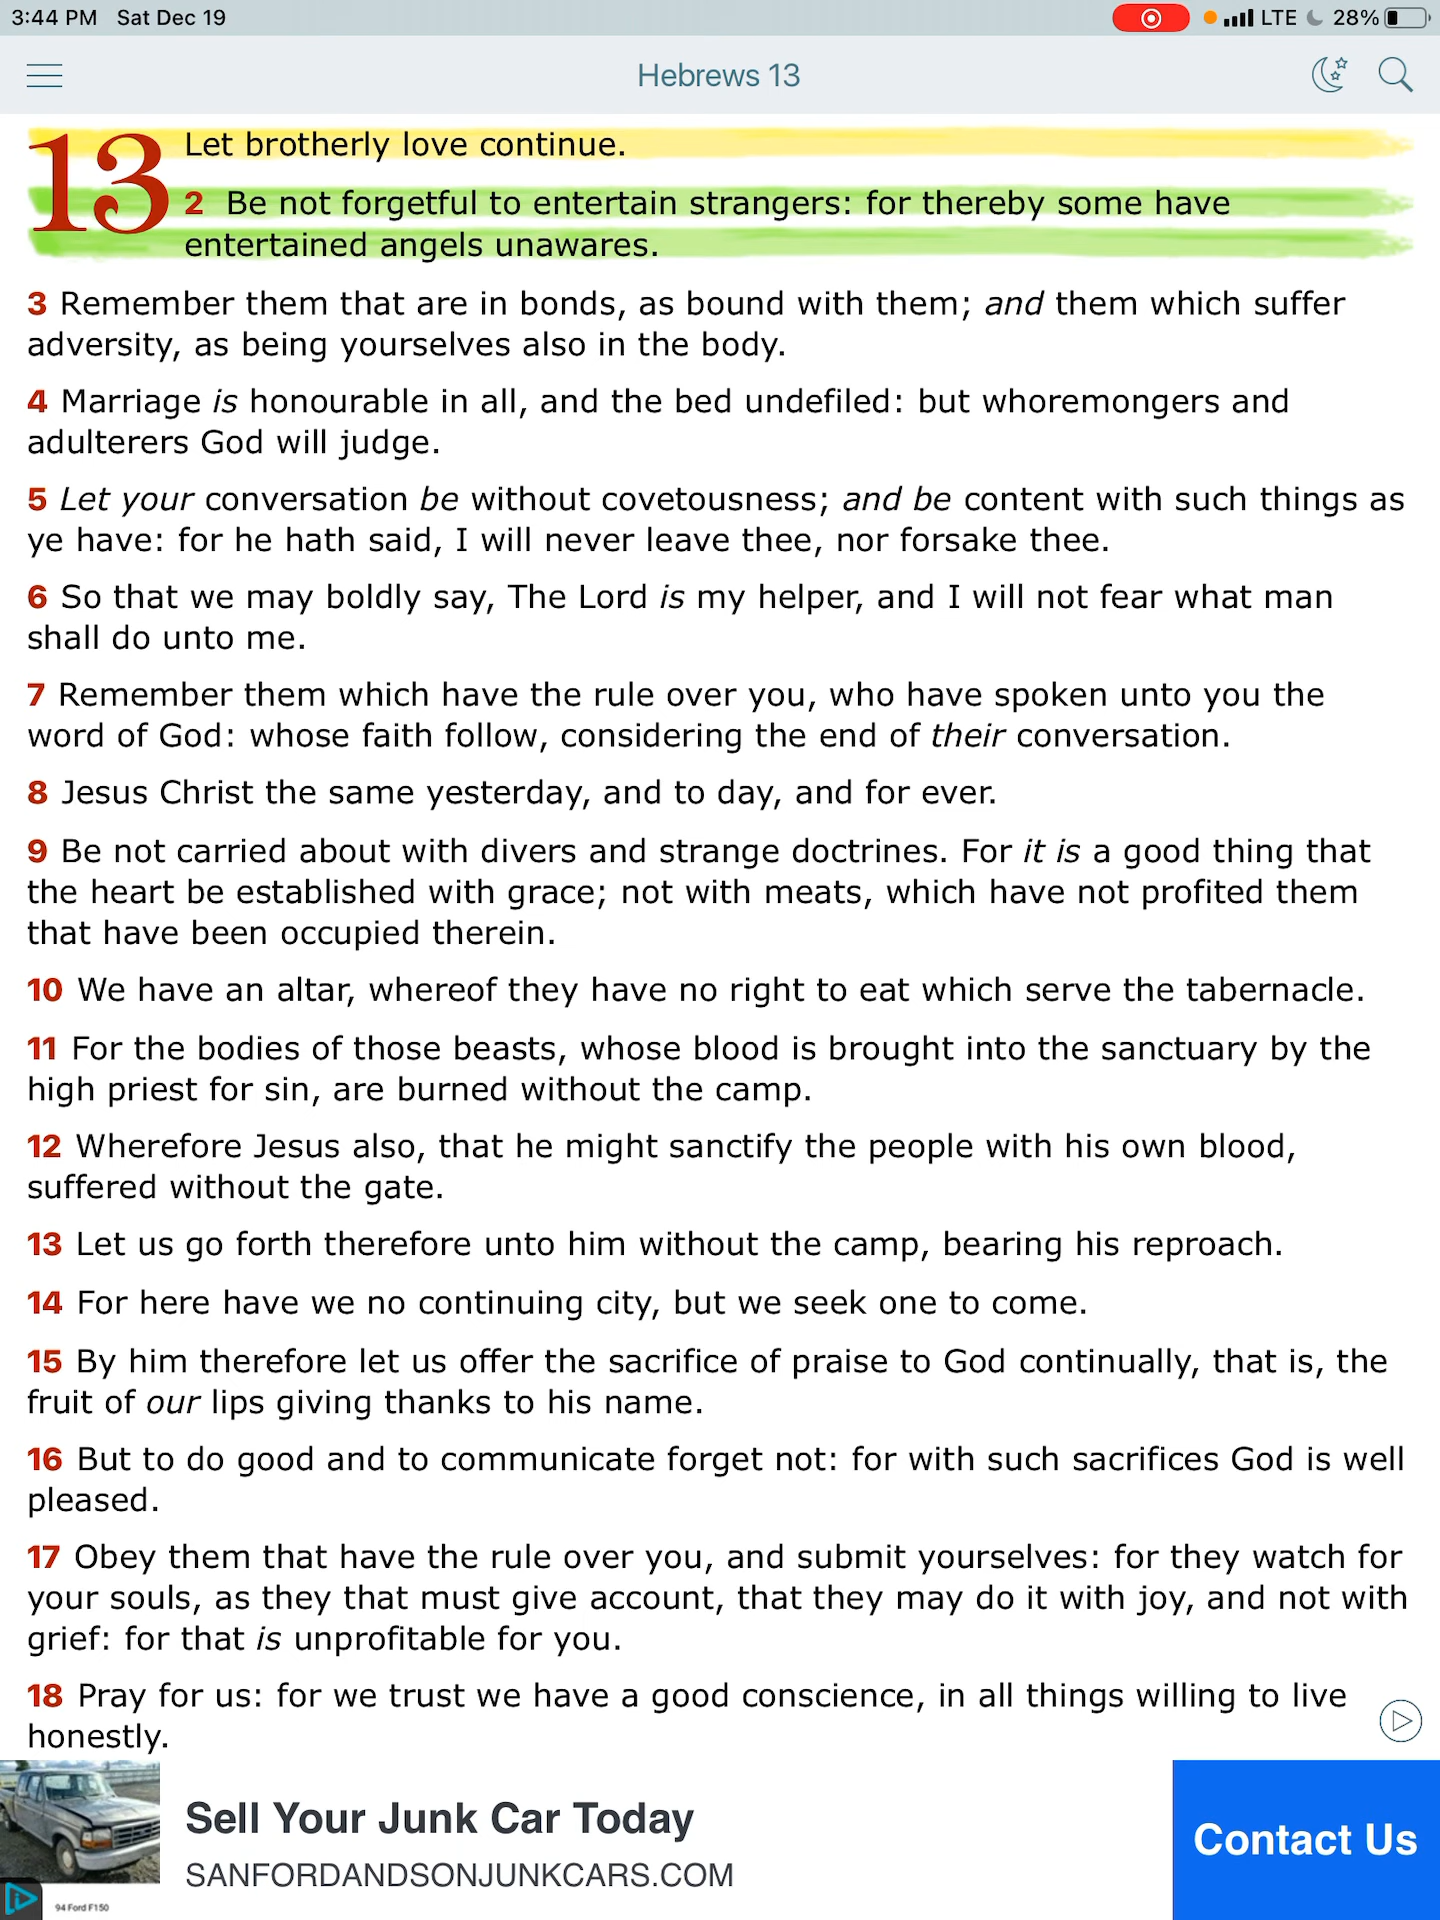 3:44 PM Sat Dec 19 LTE 28%
Hebrews 13
13 Let brotherly love continue.
2 Be not forgetful to entertain strangers: for thereby some have
entertained angels unawares.
3 Remember them that are in bonds, as bound with them; and them which suffer
adversity, as being yourselves also in the body.
4 Marriage is honourable in all, and the bed undefiled: but whoremongers and
adulterers God will judge.
5 Let your conversation be without covetousness; and be content with such things as
ye have: for he hath said, I will never leave thee, nor forsake thee.
6 So that we may boldly say, The Lord is my helper, and I will not fear what man
shall do unto me.
7 Remember them which have the rule over you, who have spoken unto you the
word of God: whose faith follow, considering the end of their conversation.
8 Jesus Christ the same yesterday, and to day, and for ever.
9 Be not carried about with divers and strange doctrines. For it is a good thing that
the heart be established with grace; not with meats, which have not profited them
that have been occupied therein.
10 We have an altar, whereof they have no right to eat which serve the tabernacle.
11 For the bodies of those beasts, whose blood is brought into the sanctuary by the
high priest for sin, are burned without the camp.
12 Wherefore Jesus also, that he might sanctify the people with his own blood,
suffered without the gate.
13 Let us go forth therefore unto him without the camp, bearing his reproach.
14 For here have we no continuing city, but we seek one to come.
15 By him therefore let us offer the sacrifice of praise to God continually, that is, the
fruit of our lips giving thanks to his name.
16 But to do good and to communicate forget not: for with such sacrifices God is well
pleased.
17 Obey them that have the rule over you, and submit yourselves: for they watch for
your souls, as they that must give account, that they may do it with joy, and not with
grief: for that is unprofitable for you.
18 Pray for us: for we trust we have a good conscience, in all things willing to live
honestly.
Sell Your Junk Car Today
SANFORDANDSONJUNKCARS.COM
Contact Us
94 Ford F150